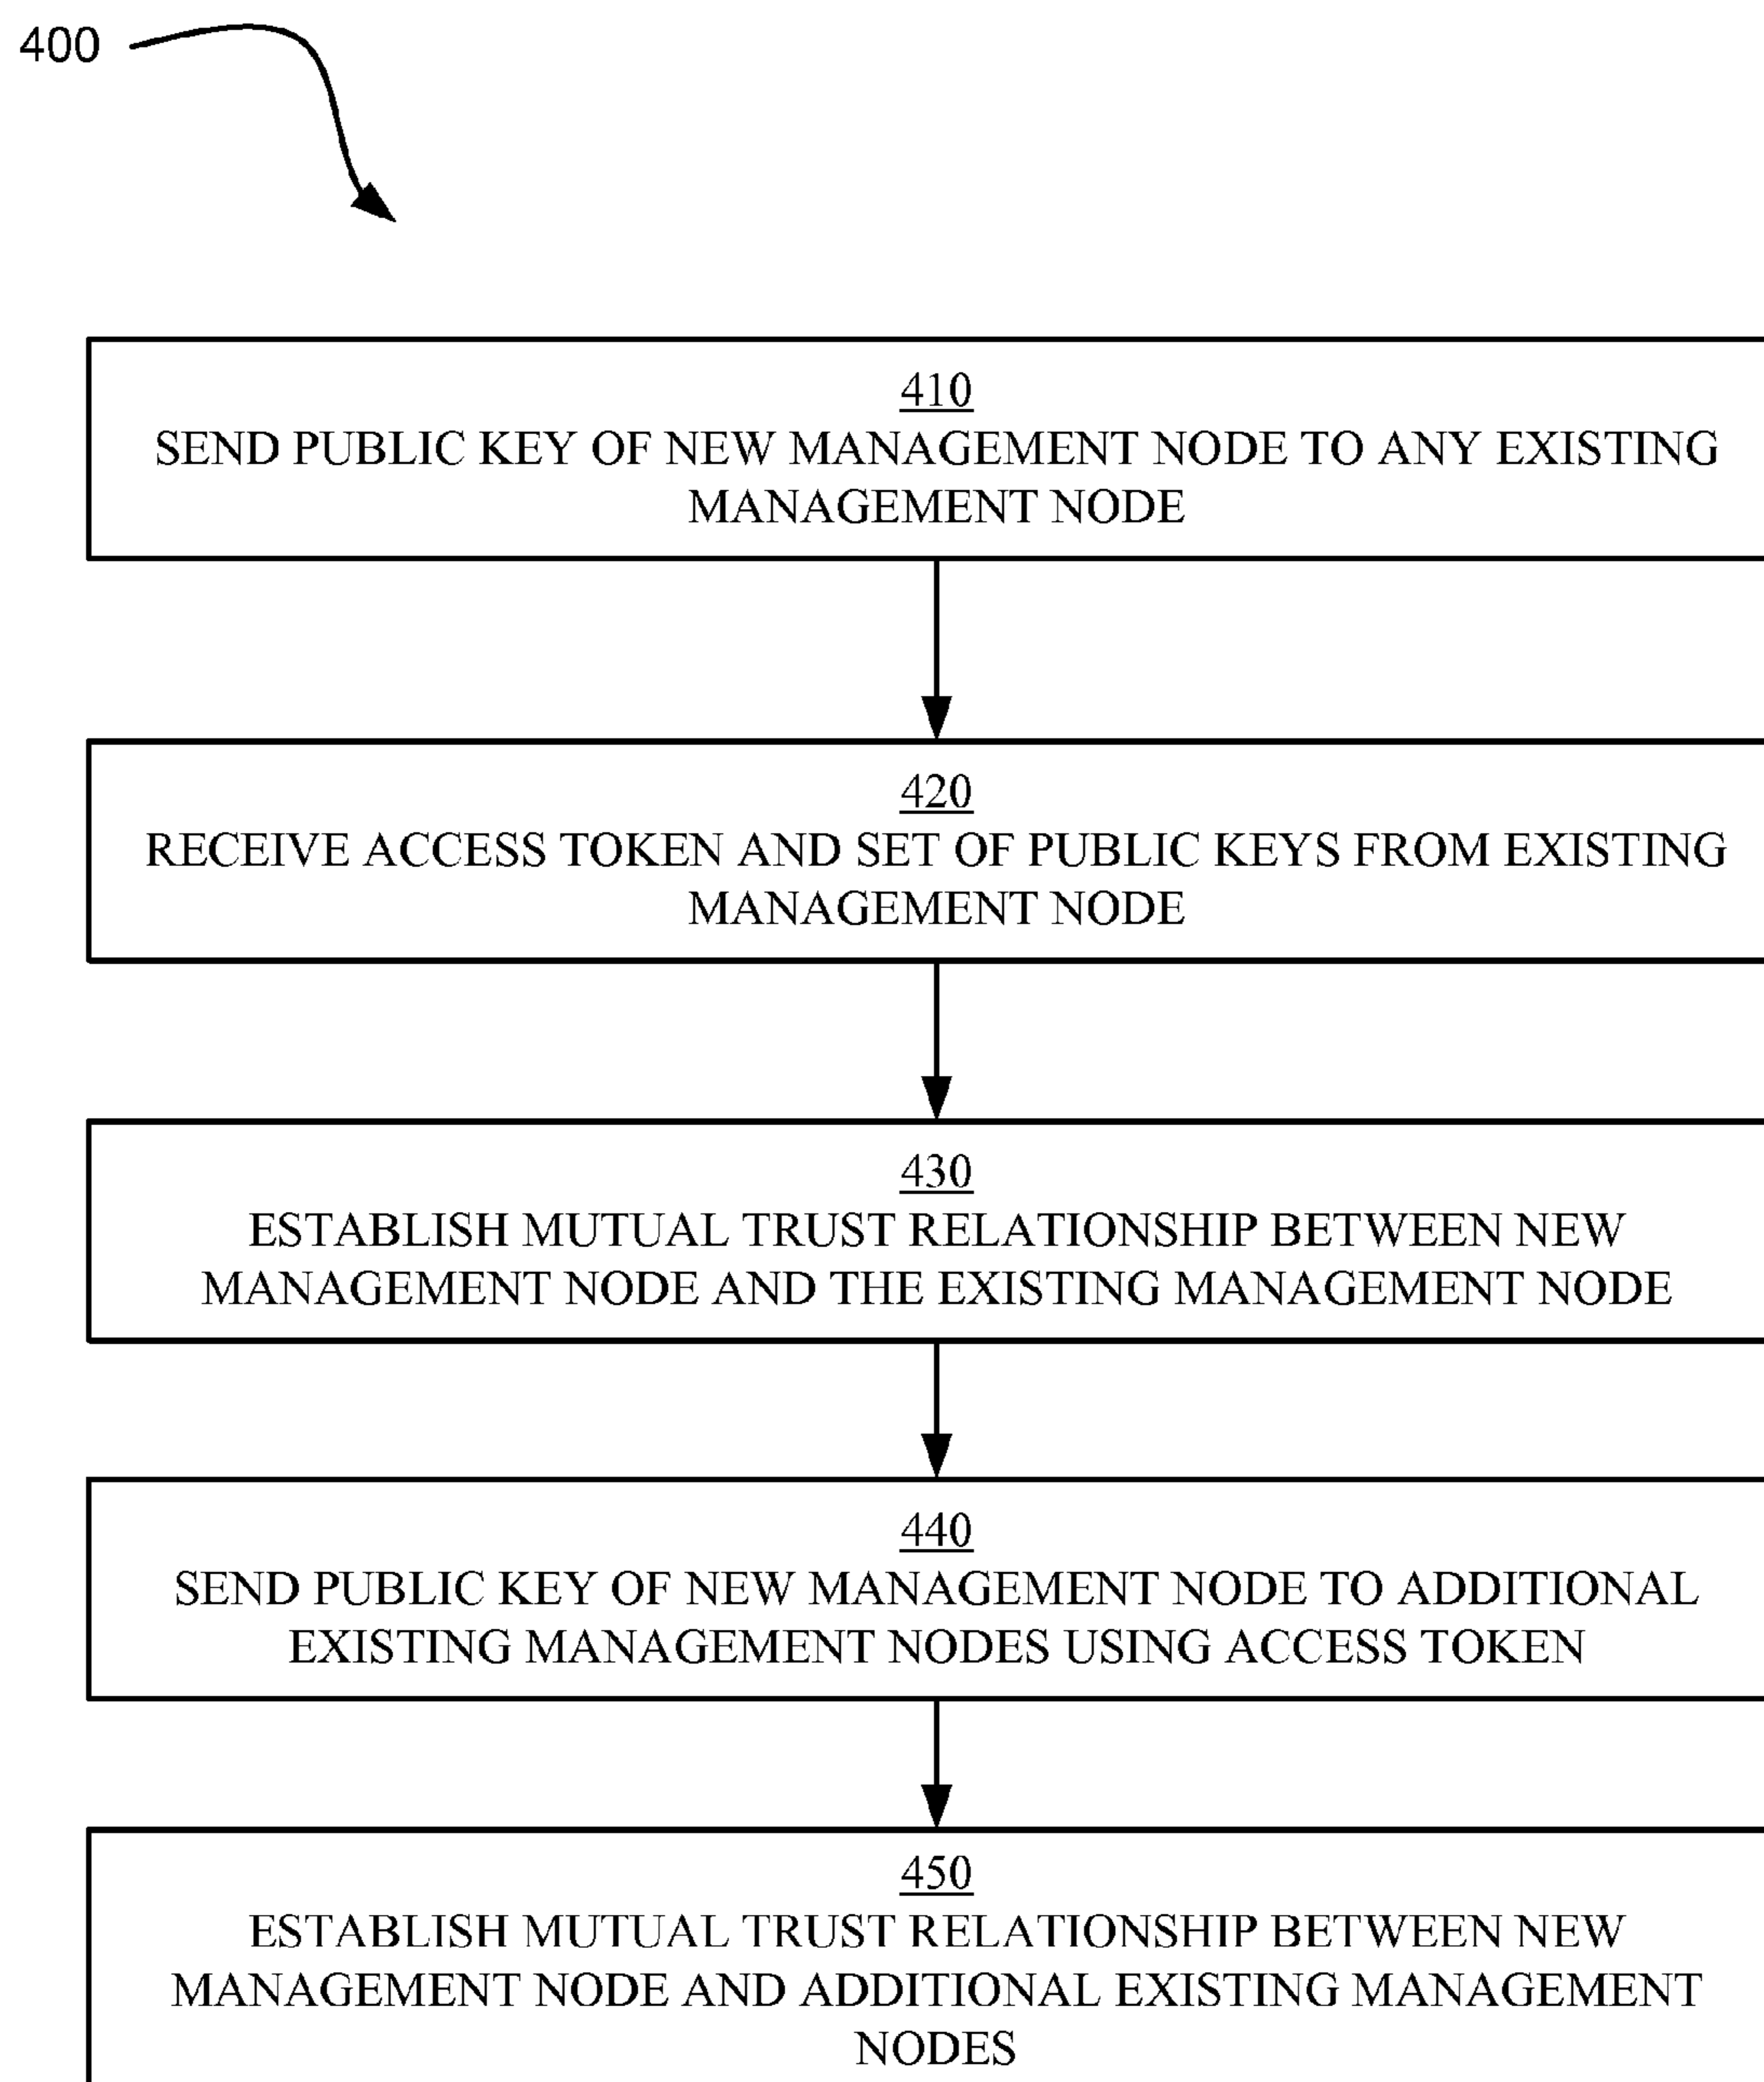 400
410
SEND PUBLIC KEY OF NEW MANAGEMENT NODE TO ANY EXISTING
MANAGEMENT NODE
420
RECEIVE ACCESS TOKEN AND SET OF PUBLIC KEYS FROM EXISTING
MANAGEMENT NODE
430
ESTABLISH MUTUAL TRUST RELATIONSHIP BETWEEN NEW
MANAGEMENT NODE AND THE EXISTING MANAGEMENT NODE
440
SEND PUBLIC KEY OF NEW MANAGEMENT NODE TO ADDITIONAL
EXISTING MANAGEMENT NODES USING ACCESS TOKEN
450
ESTABLISH MUTUAL TRUST RELATIONSHIP BETWEEN NEW
MANAGEMENT NODE AND ADDITIONAL EXISTING MANAGEMENT
NODES